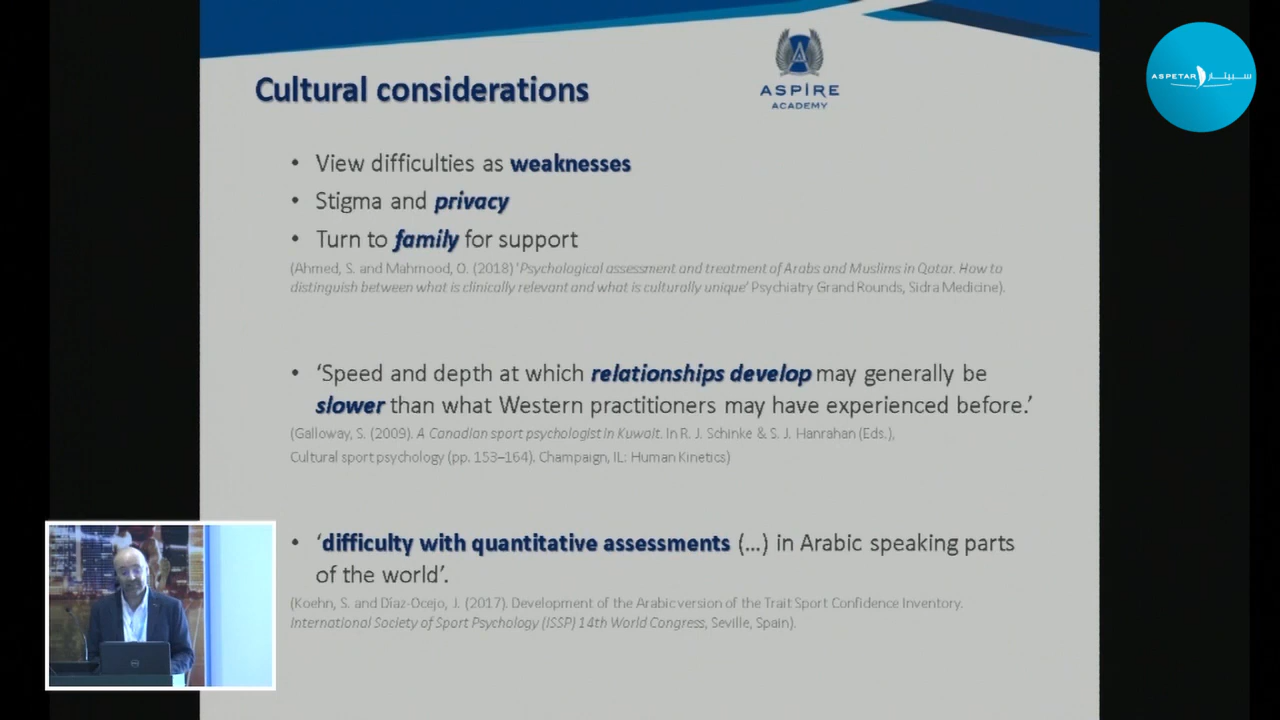 Cultural considerations
ASPIRE
ACADEMY
ASPETAR سبيتار
• View difficulties as weaknesses
• Stigma and privacy
• Turn to family for support
(Ahmed, S. and Mahmood, O. (2018) 'Psychological assessment and treatment of Arabs and Muslims in Qatar. How to
distinguish between what is clinically relevant and what is culturally unique' Psychiatry Grand Rounds, Sidra Medicine).
• ‘Speed and depth at which relationships develop may generally be
slower than what Western practitioners may have experienced before.’
(Galloway, S. (2009). A Canadian sport psychologist in Kuwait. In R. J. Schinke & S. J. Hanrahan (Eds.),
Cultural sport psychology (pp. 153–164). Champaign, IL: Human Kinetics)
• ‘difficulty with quantitative assessments (...) in Arabic speaking parts
of the world’.
(Koehn, S. and Díaz-Ocejo, J. (2017). Development of the Arabic version of the Trait Sport Confidence Inventory.
International Society of Sport Psychology (ISSP) 14th World Congress, Seville, Spain).